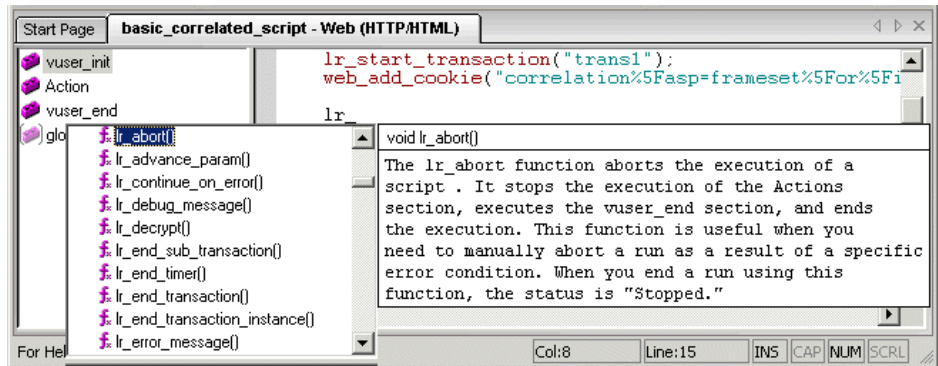 Start Page
basic_correlated_script - Web (HTTP/HTML)
vuser_init
Action
vuser_end
glo
lr_start_transaction("trans1");
web_add_cookie("correlation%5Fasp=frameset%5For%5Fi
lr_
lr_abort()
lr_advance_param()
lr_continue_on_error()
lr_debug_message()
lr_decrypt()
lr_end_sub_transaction()
lr_end_timer()
lr_end_transaction()
lr_end_transaction_instance()
lr_error_message()
void lr_abort()
The lr_abort function aborts the execution of a
script . It stops the execution of the Actions
section, executes the vuser_end section, and ends
the execution. This function is useful when you
need to manually abort a run as a result of a specific
error condition. When you end a run using this
function, the status is "Stopped."
For Hel
Col:8
Line:15
INS
CAP
NUM
SCRL